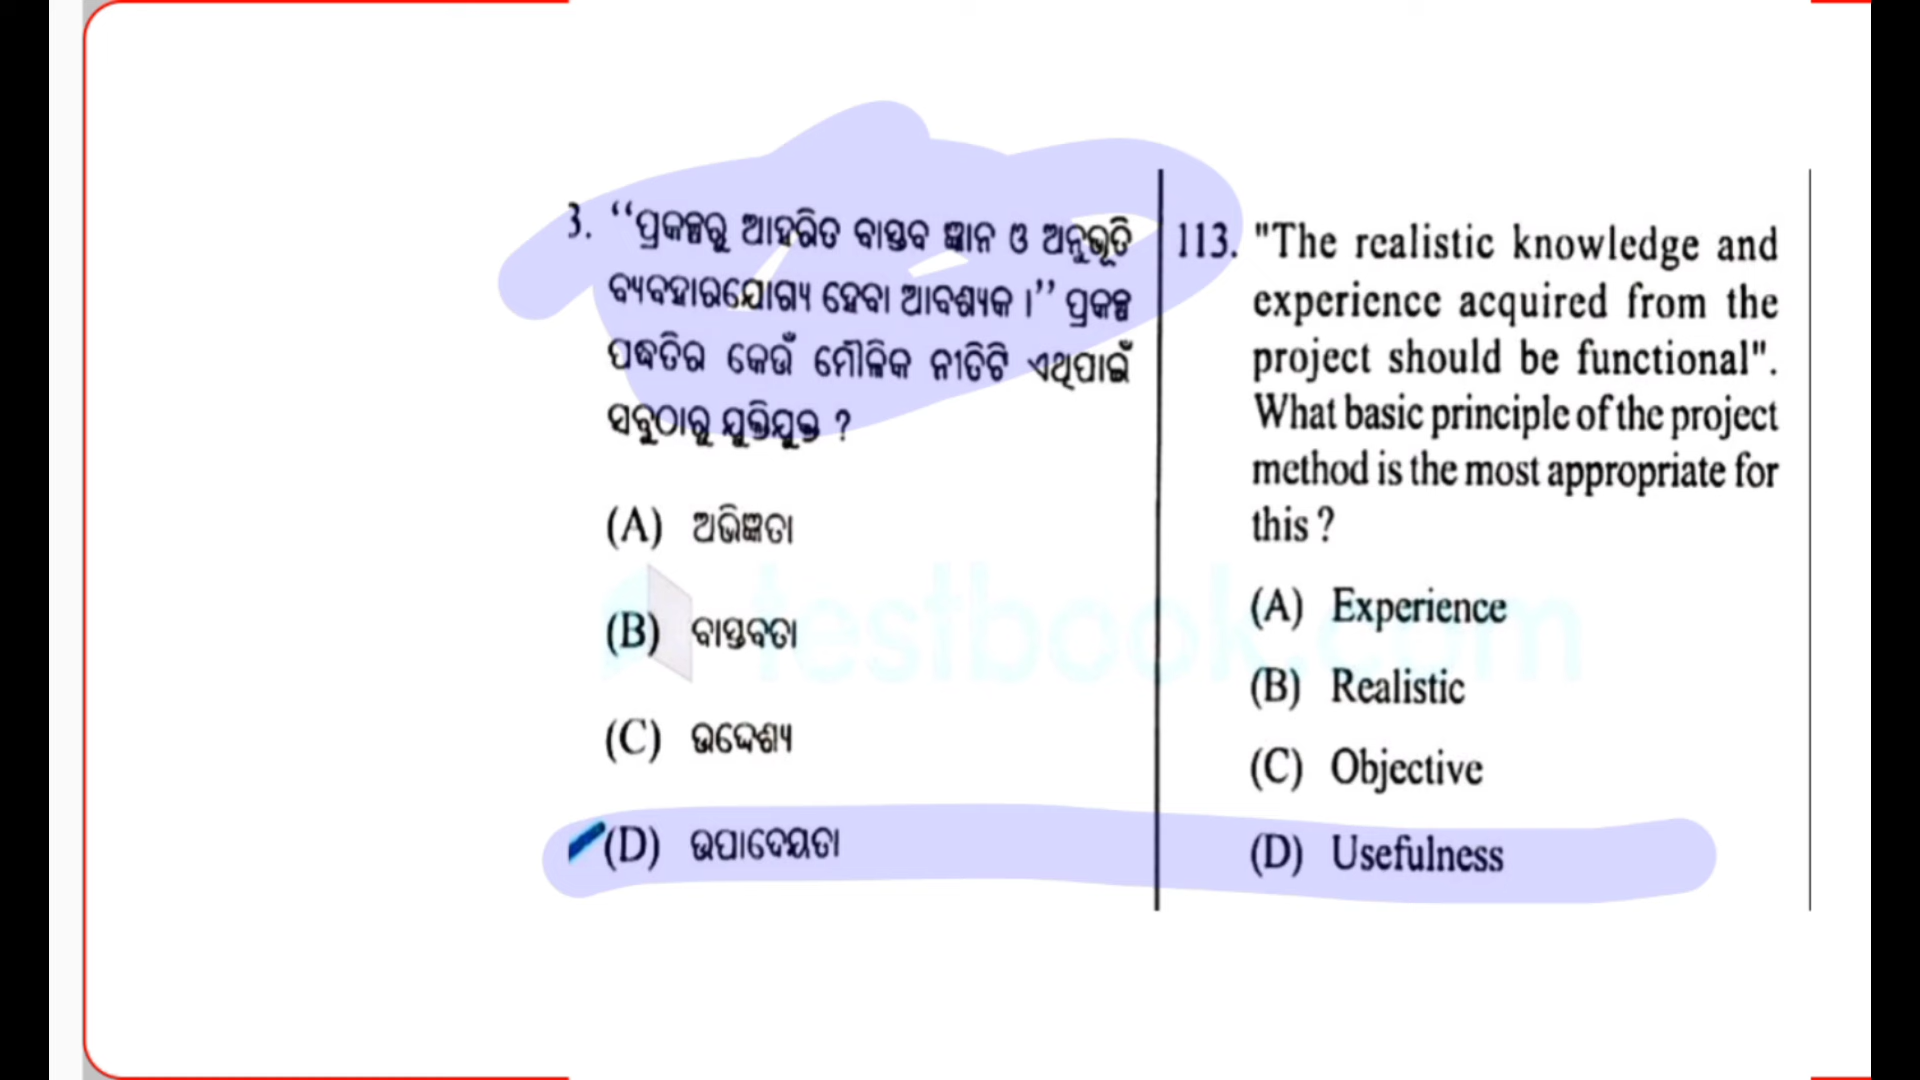 3. ‘‘ପ୍ରକଳ୍ପରୁ ଆହରିତ ବାସ୍ତବ ଜ୍ଞାନ ଓ ଅନୁଭୂତି
ବ୍ୟବହାରଯୋଗ୍ୟ ହେବା ଆବଶ୍ୟକ ।’’ ପ୍ରକଳ୍ପ
ପଦ୍ଧତିର କେଉଁ ମୌଳିକ ନୀତିଟି ଏଥିପାଇଁ
ସବୁଠାରୁ ଯୁକ୍ତିଯୁକ୍ତ ?
(A) ଅଭିଜ୍ଞତା
(B) ବାସ୍ତବତା
(C) ଉଦ୍ଦେଶ୍ୟ
(D) ଉପାଦେୟତା
113. "The realistic knowledge and
experience acquired from the
project should be functional".
What basic principle of the project
method is the most appropriate for
this ?
(A) Experience
(B) Realistic
(C) Objective
(D) Usefulness
testbook.com